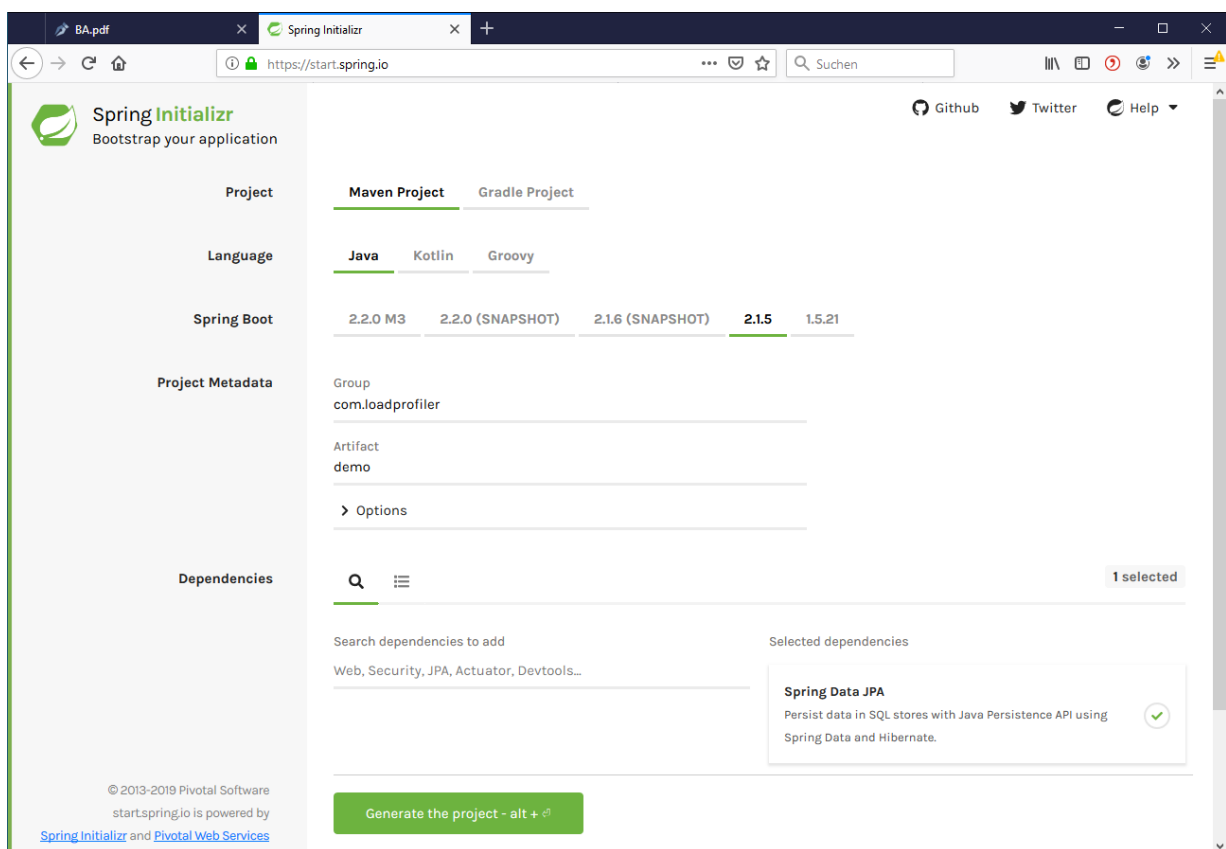 BA.pdf
Spring Initializr
https://start.spring.io
Suchen
Spring Initializr
Bootstrap your application
Github
Twitter
Help
Project
Maven Project
Gradle Project
Language
Java
Kotlin
Groovy
Spring Boot
2.2.0 M3
2.2.0 (SNAPSHOT)
2.1.6 (SNAPSHOT)
2.1.5
1.5.21
Project Metadata
Group
com.loadprofiler
Artifact
demo
Options
Dependencies
1 selected
Search dependencies to add
Web, Security, JPA, Actuator, Devtools...
Selected dependencies
Spring Data JPA
Persist data in SQL stores with Java Persistence API using
Spring Data and Hibernate.
© 2013-2019 Pivotal Software
start.spring.io is powered by
Spring Initializr and Pivotal Web Services
Generate the project - alt + ⏎